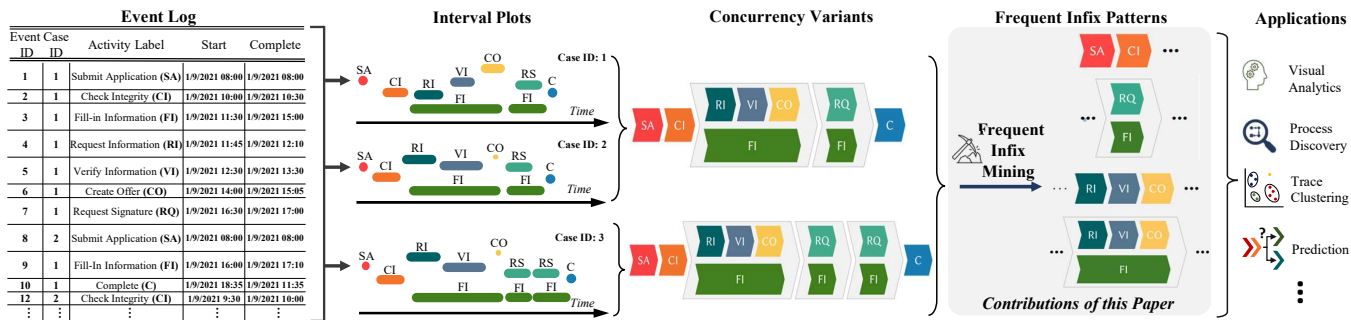 Event Log
Event ID Case ID Activity Label Start Complete
1 1 Submit Application (SA) 1/9/2021 08:00 1/9/2021 08:00
2 1 Check Integrity (CI) 1/9/2021 10:00 1/9/2021 10:30
3 1 Fill-in Information (FI) 1/9/2021 11:30 1/9/2021 15:00
4 1 Request Information (RI) 1/9/2021 11:45 1/9/2021 12:10
5 1 Verify Information (VI) 1/9/2021 12:30 1/9/2021 13:30
6 1 Create Offer (CO) 1/9/2021 14:00 1/9/2021 15:05
7 1 Request Signature (RQ) 1/9/2021 16:30 1/9/2021 17:00
8 2 Submit Application (SA) 1/9/2021 08:00 1/9/2021 08:00
9 1 Fill-In Information (FI) 1/9/2021 16:00 1/9/2021 17:10
10 1 Complete (C) 1/9/2021 18:35 1/9/2021 11:35
12 2 Check Integrity (CI) 1/9/2021 9:30 1/9/2021 10:00
Interval Plots
Case ID: 1
SA CI RI VI CO RS C
FI FI
Time
Case ID: 2
SA CI RI VI CO RS C
FI FI
Time
Case ID: 3
SA CI RI VI CO RS RS C
FI FI FI
Time
Concurrency Variants
SA CI RI VI CO RQ C
FI FI
SA CI RI VI CO RQ RQ C
FI FI FI
Frequent Infix Patterns
Frequent
Infix
Mining
SA CI ...
... RQ ...
FI
... RI VI CO ...
... RI VI CO ...
FI
Contributions of this Paper
Applications
Visual
Analytics
Process
Discovery
Trace
Clustering
?
Prediction